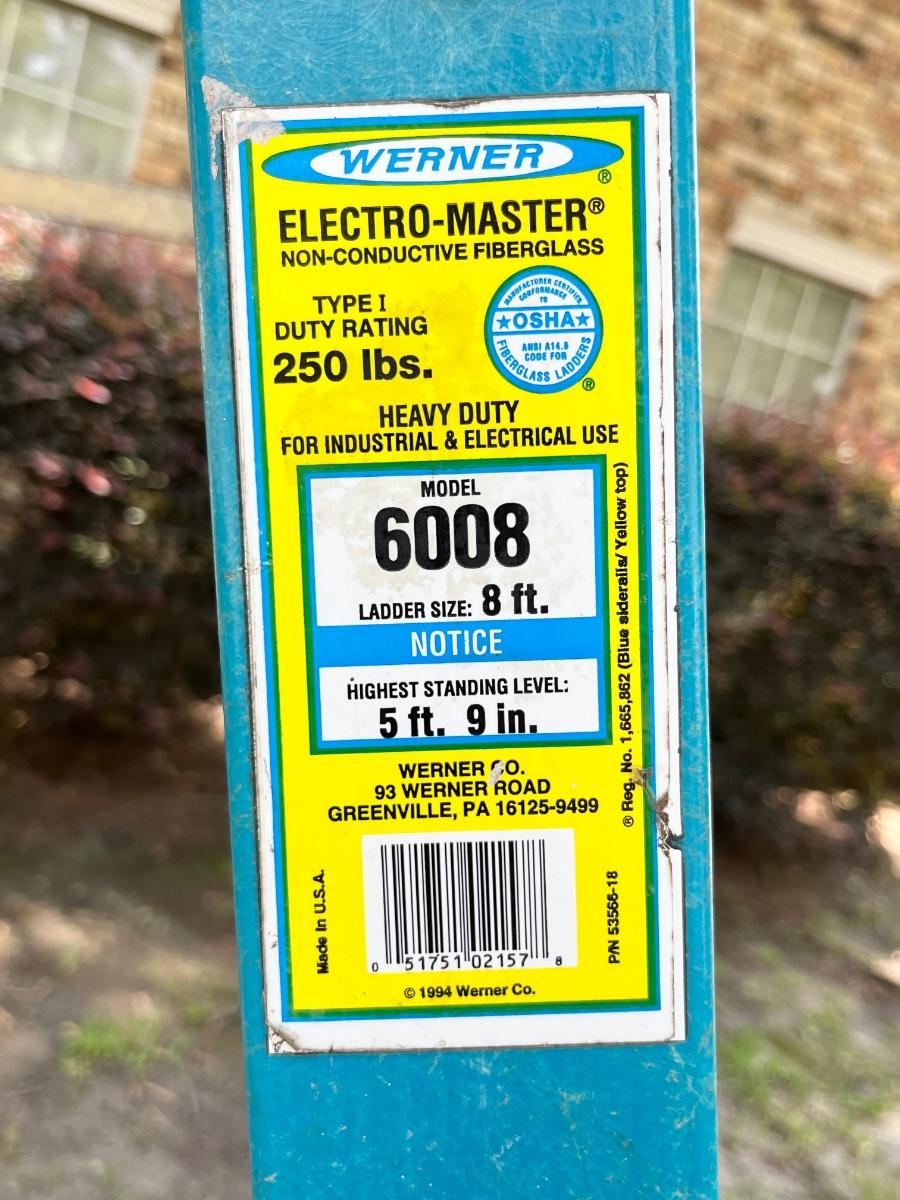 WERNER
®
ELECTRO-MASTER®
NON-CONDUCTIVE FIBERGLASS
TYPE I
DUTY RATING
250 lbs.
MANUFACTURER CERTIFIES
CONFORMANCE
TO
★OSHA★
ANSI A14.5
CODE FOR
FIBERGLASS LADDERS
®
HEAVY DUTY
FOR INDUSTRIAL & ELECTRICAL USE
MODEL
6008
LADDER SIZE: 8 ft.
NOTICE
HIGHEST STANDING LEVEL:
5 ft. 9 in.
® Reg. No. 1,665,862 (Blue siderails/ Yellow top)
WERNER CO.
93 WERNER ROAD
GREENVILLE, PA 16125-9499
Made in U.S.A.
0 51751 02157 8
P/N 53566-18
© 1994 Werner Co.